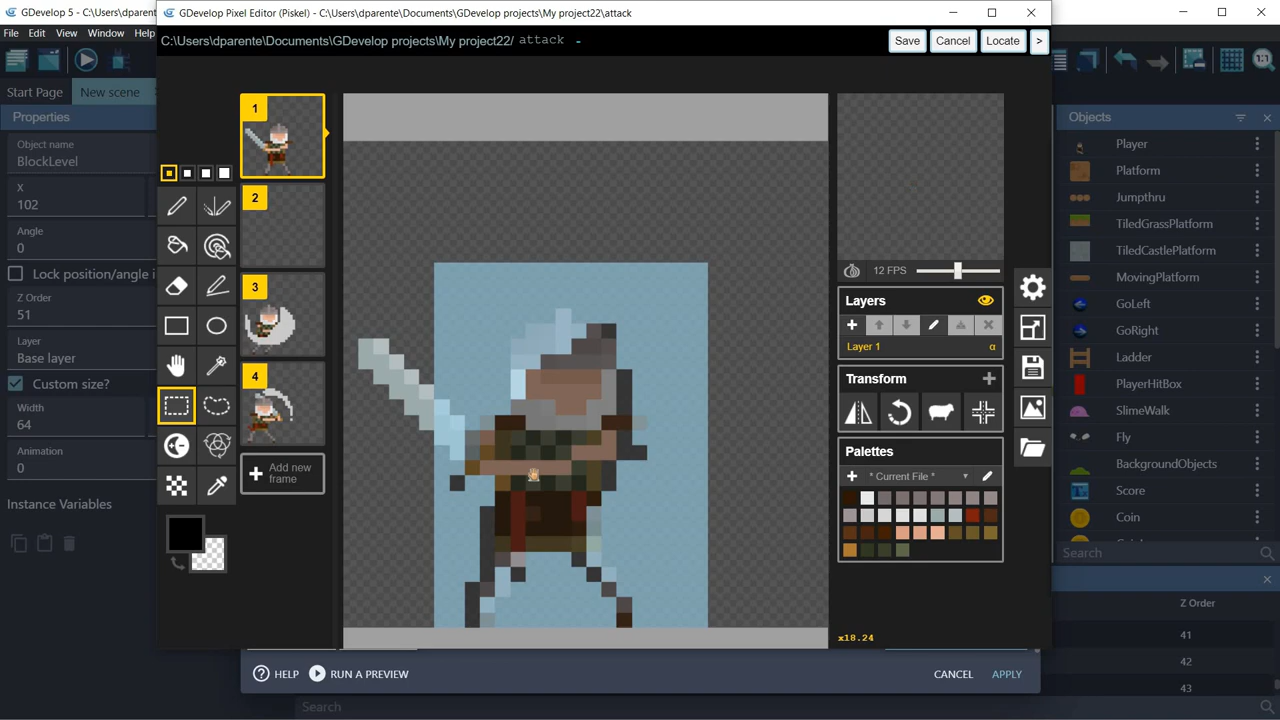 GDevelop 5 - C:\Users\dparente\Documents
GDevelop Pixel Editor (Piskel) - C:\Users\dparente\Documents\GDevelop projects\My project22\attack
File Edit View Window Help
C:\Users\dparente\Documents\GDevelop projects\My project22/ attack -
Save
Cancel
Locate
>
Start Page
New scene
Properties
Object name
BlockLevel
X
102
Angle
0
Lock position/angle i
Z Order
51
Layer
Base layer
Custom size?
Width
64
Animation
0
Instance Variables
1
2
3
4
Add new
frame
12 FPS
Layers
Layer 1
α
Transform
Palettes
* Current File *
x18.24
Objects
Player
Platform
Jumpthru
TiledGrassPlatform
TiledCastlePlatform
MovingPlatform
GoLeft
GoRight
Ladder
PlayerHitBox
SlimeWalk
Fly
BackgroundObjects
Score
Coin
Search
Z Order
41
42
43
HELP
RUN A PREVIEW
CANCEL
APPLY
Search
1:1